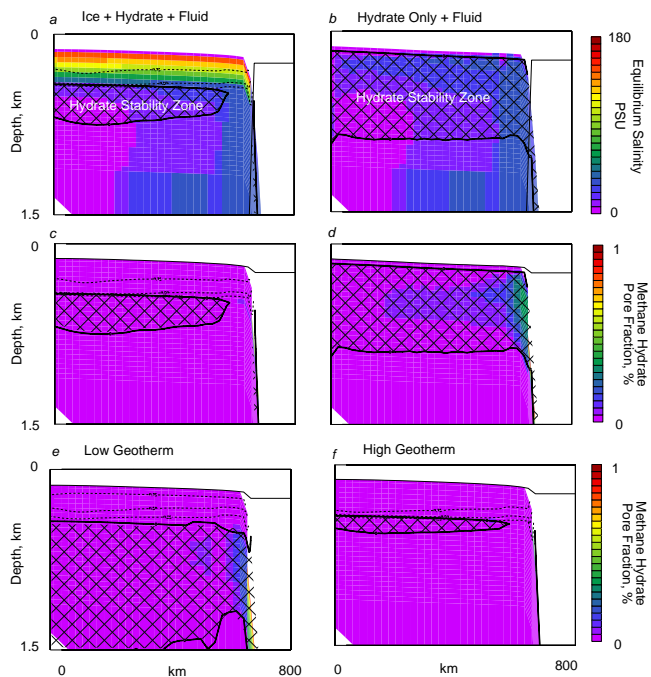 a Ice + Hydrate + Fluid
b Hydrate Only + Fluid
0
Depth, km
1.5
Hydrate Stability Zone
Hydrate Stability Zone
180
0
Equilibrium Salinity
PSU
c
d
0
Depth, km
1.5
1
0
Methane Hydrate
Pore Fraction, %
e Low Geotherm
f High Geotherm
0
Depth, km
1.5
1
0
Methane Hydrate
Pore Fraction, %
0 km 800
0 km 800